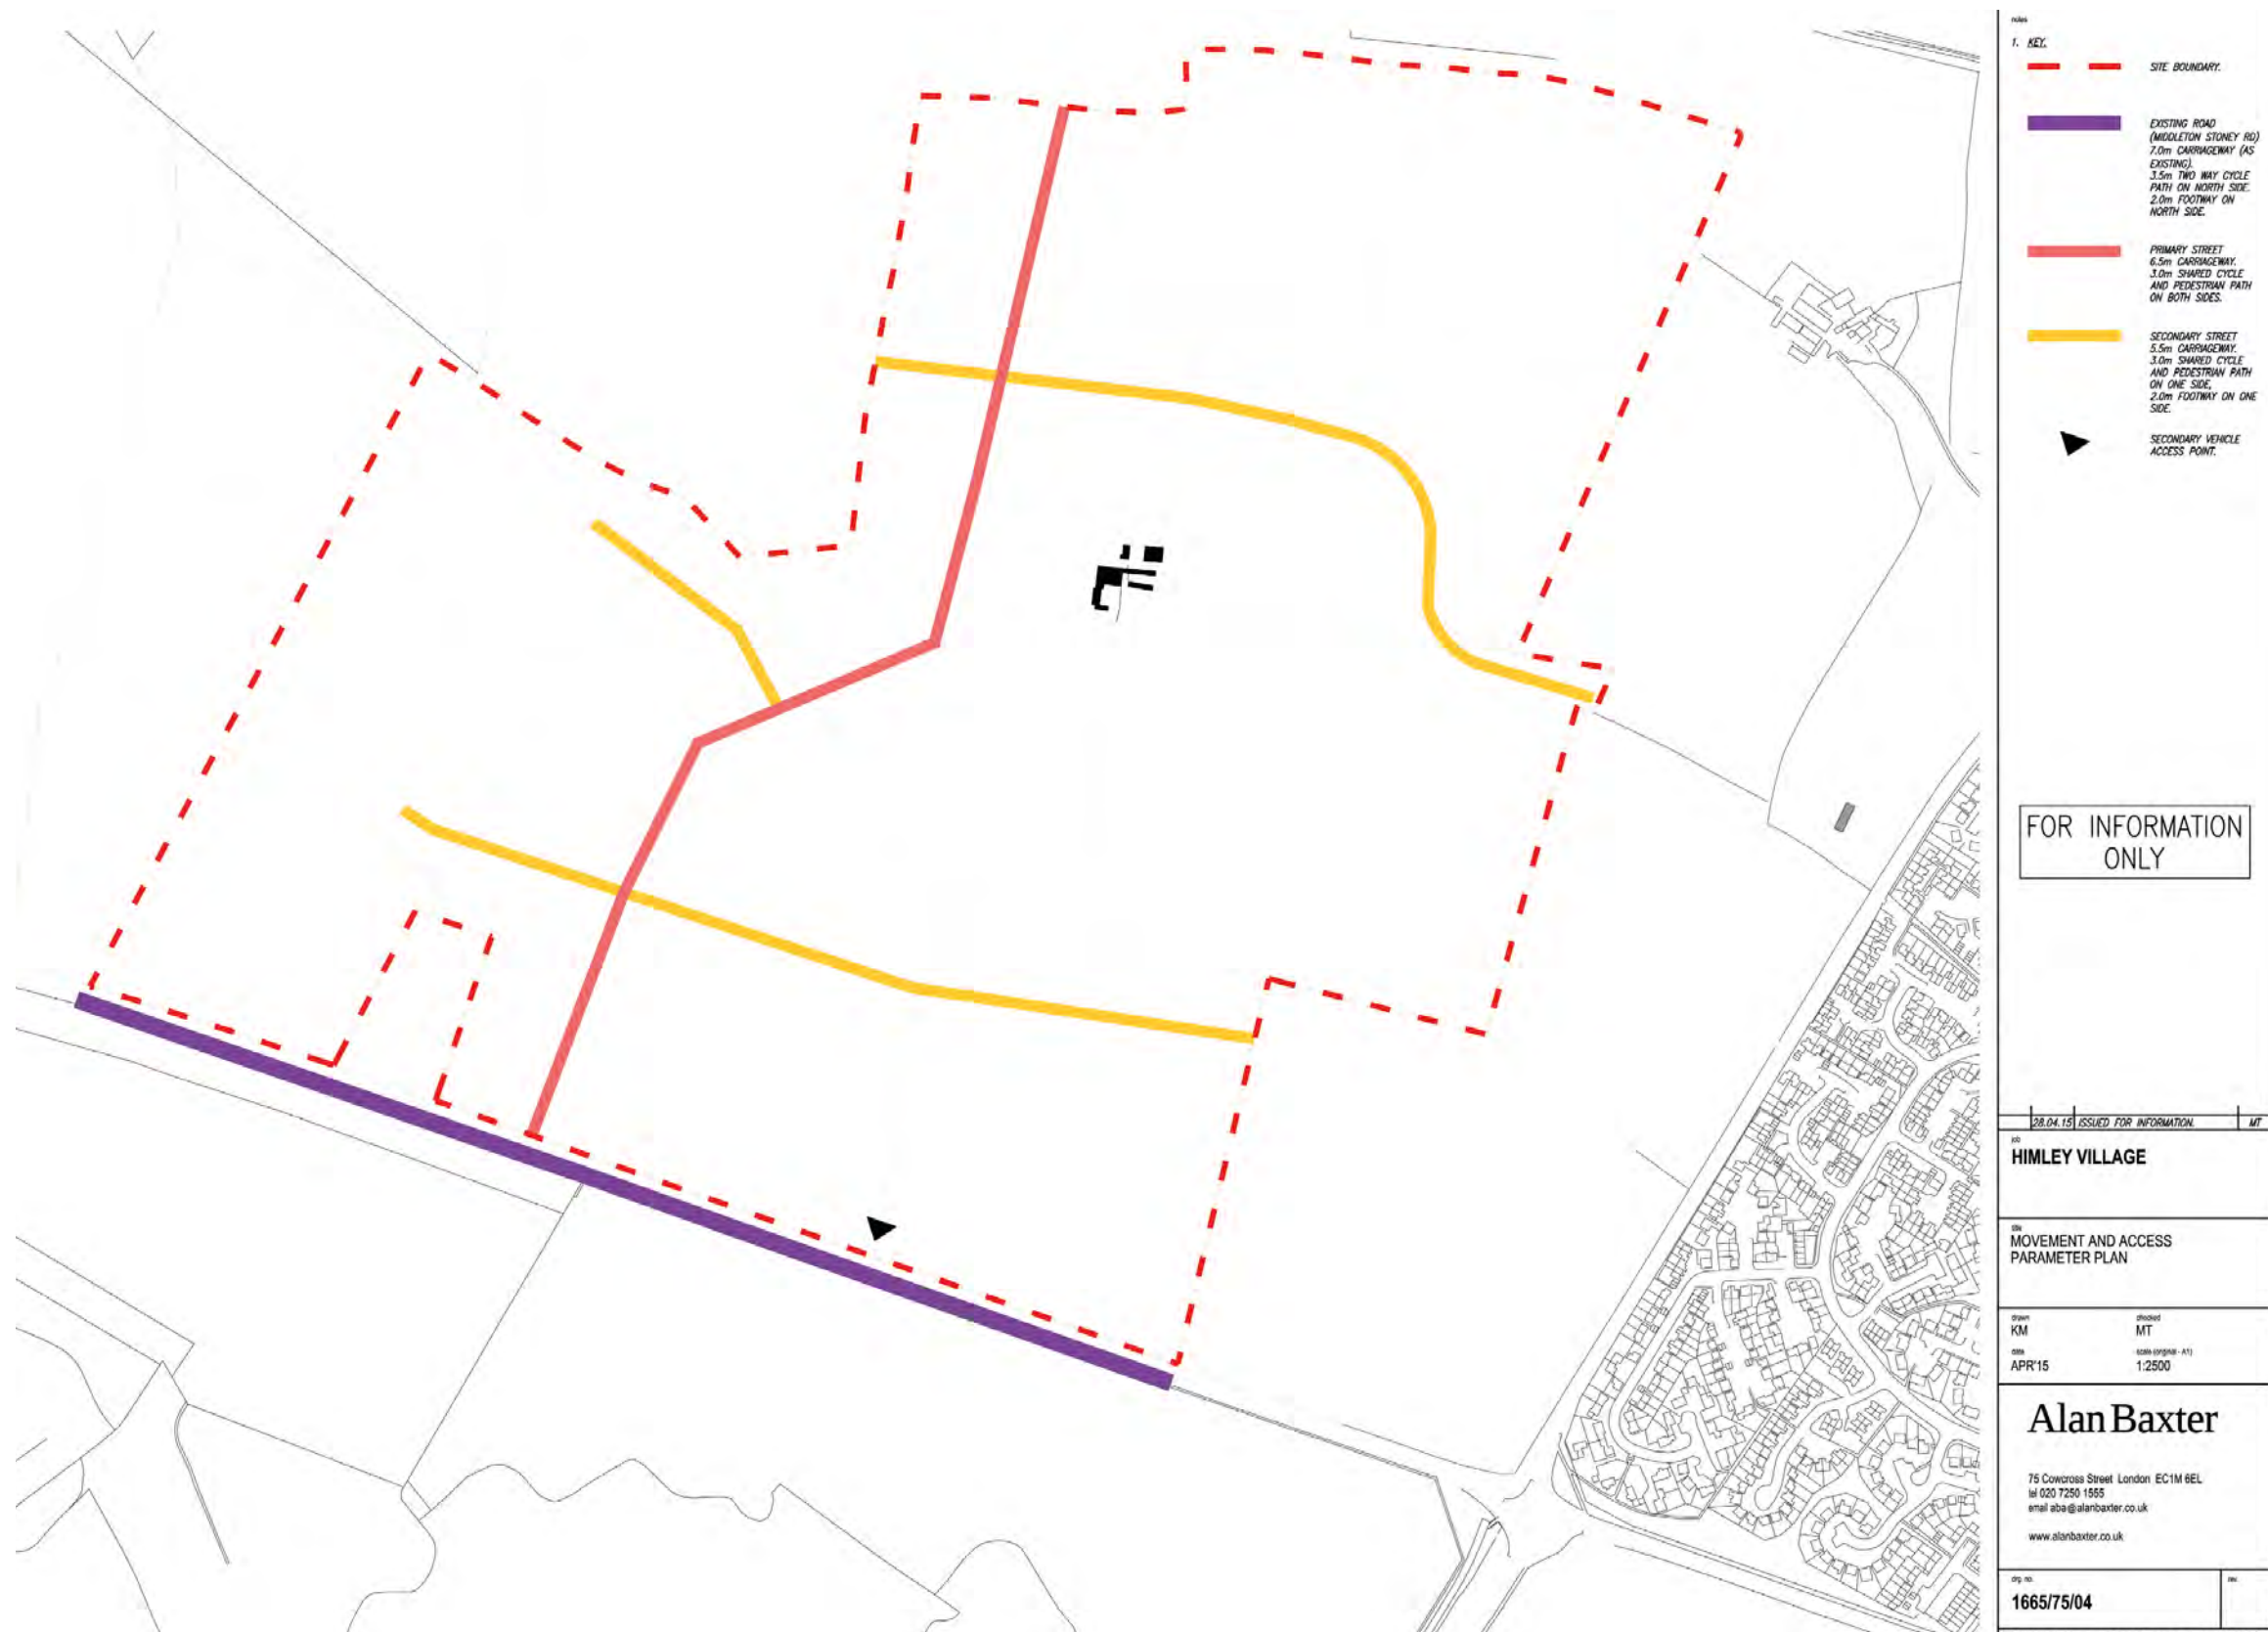 notes
1. KEY.
SITE BOUNDARY.
EXISTING ROAD
(MIDDLETON STONEY RD)
7.0m CARRIAGEWAY (AS
EXISTING).
3.5m TWO WAY CYCLE
PATH ON NORTH SIDE.
2.0m FOOTWAY ON
NORTH SIDE.
PRIMARY STREET
6.5m CARRIAGEWAY.
3.0m SHARED CYCLE
AND PEDESTRIAN PATH
ON BOTH SIDES.
SECONDARY STREET
5.5m CARRIAGEWAY.
3.0m SHARED CYCLE
AND PEDESTRIAN PATH
ON ONE SIDE,
2.0m FOOTWAY ON ONE
SIDE.
SECONDARY VEHICLE
ACCESS POINT.
FOR INFORMATION
ONLY
28.04.15 ISSUED FOR INFORMATION. MT
job
HIMLEY VILLAGE
title
MOVEMENT AND ACCESS
PARAMETER PLAN
drawn checked
KM MT
date scale (original - A1)
APR'15 1:2500
Alan Baxter
75 Cowcross Street London EC1M 6EL
tel 020 7250 1555
email aba@alanbaxter.co.uk
www.alanbaxter.co.uk
drg. no. rev.
1665/75/04